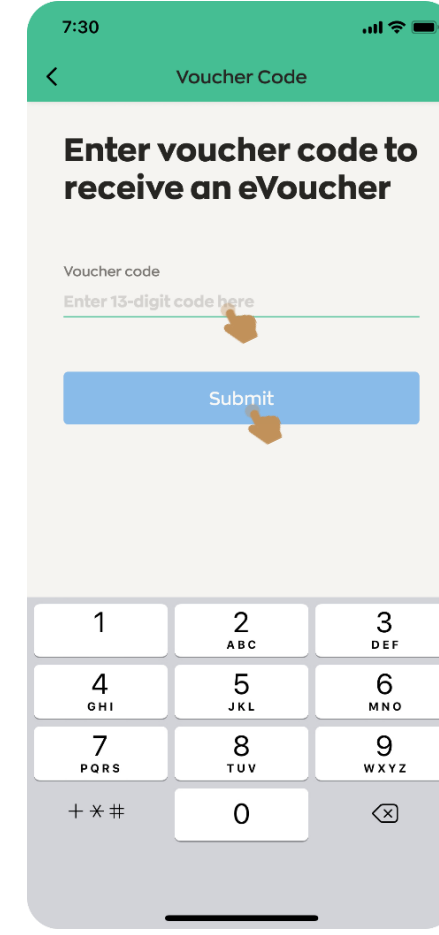 7:30
Voucher Code
Enter voucher code to
receive an eVoucher
Voucher code
Enter 13-digit code here
Submit
1
2
ABC
3
DEF
4
GHI
5
JKL
6
MNO
7
PQRS
8
TUV
9
WXYZ
+*#
0